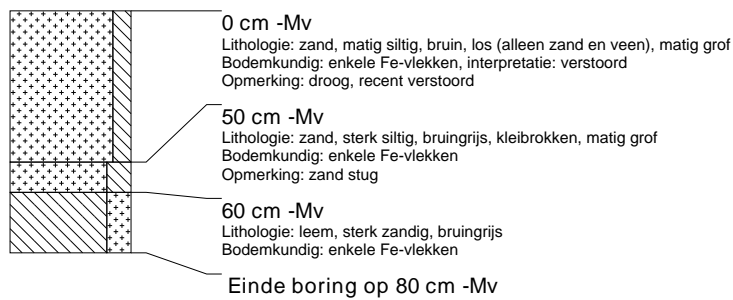 0 cm -Mv
Lithologie: zand, matig siltig, bruin, los (alleen zand en veen), matig grof
Bodemkundig: enkele Fe-vlekken, interpretatie: verstoord
Opmerking: droog, recent verstoord
50 cm -Mv
Lithologie: zand, sterk siltig, bruingrijs, kleibrokken, matig grof
Bodemkundig: enkele Fe-vlekken
Opmerking: zand stug
60 cm -Mv
Lithologie: leem, sterk zandig, bruingrijs
Bodemkundig: enkele Fe-vlekken
Einde boring op 80 cm -Mv